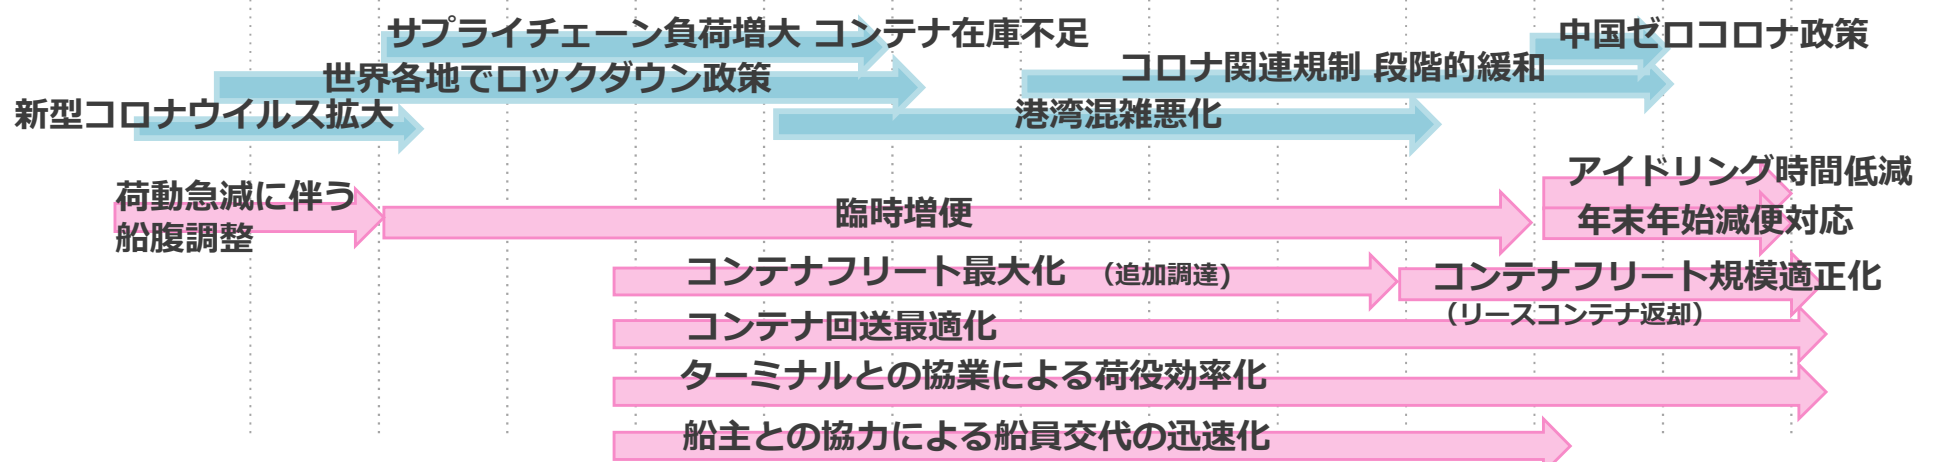 サプライチェーン負荷増大 コンテナ在庫不足
中国ゼロコロナ政策
世界各地でロックダウン政策
コロナ関連規制 段階的緩和
新型コロナウイルス拡大
港湾混雑悪化
アイドリング時間低減
荷動急減に伴う
船腹調整
臨時増便
年末年始減便対応
コンテナフリート最大化 （追加調達）
コンテナフリート規模適正化
（リースコンテナ返却）
コンテナ回送最適化
ターミナルとの協業による荷役効率化
船主との協力による船員交代の迅速化